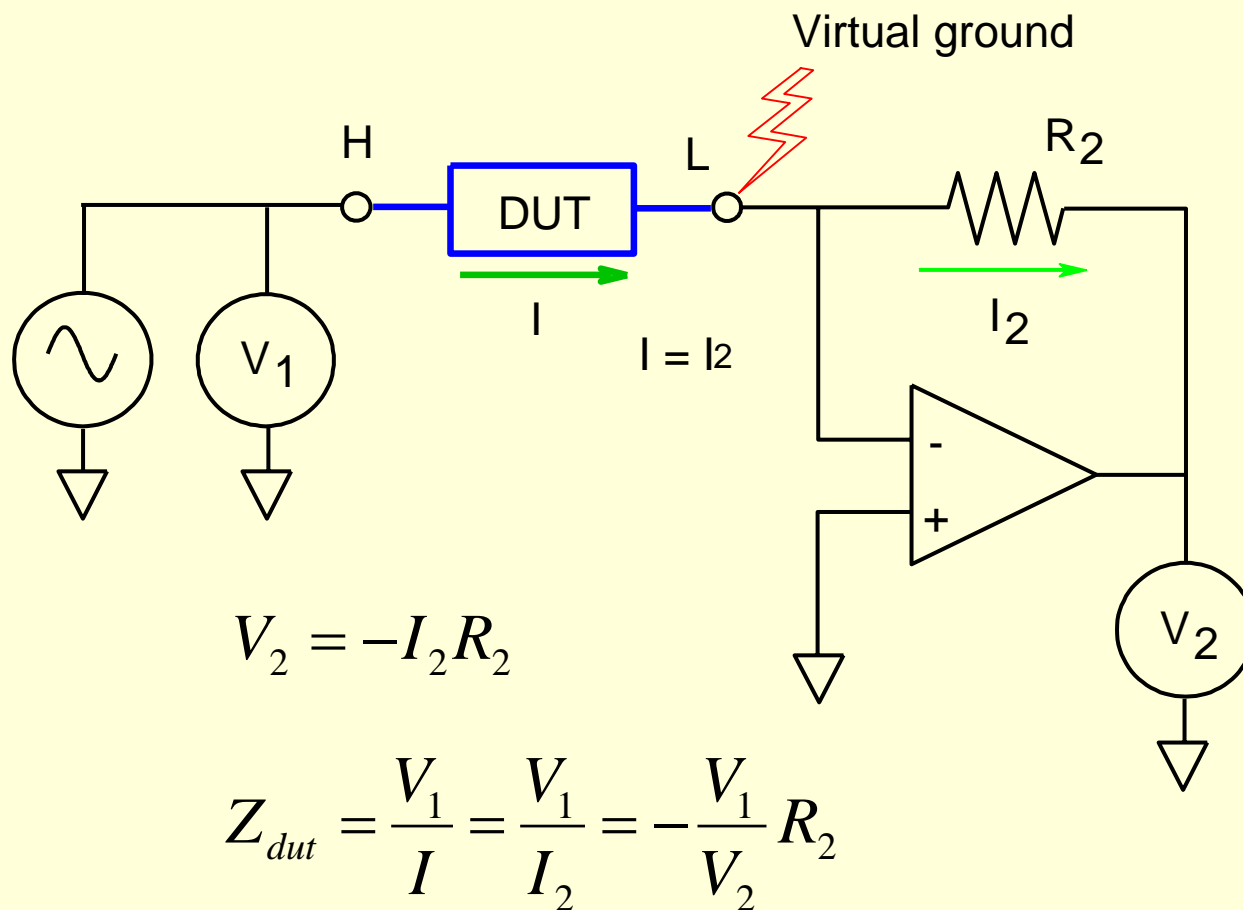 Virtual ground
H
L
R2
DUT
I
I2
V1
I = I2
-
+
V2
V2 = −I2R2
Zdut = V1/I = V1/I2 = −V1/V2 R2